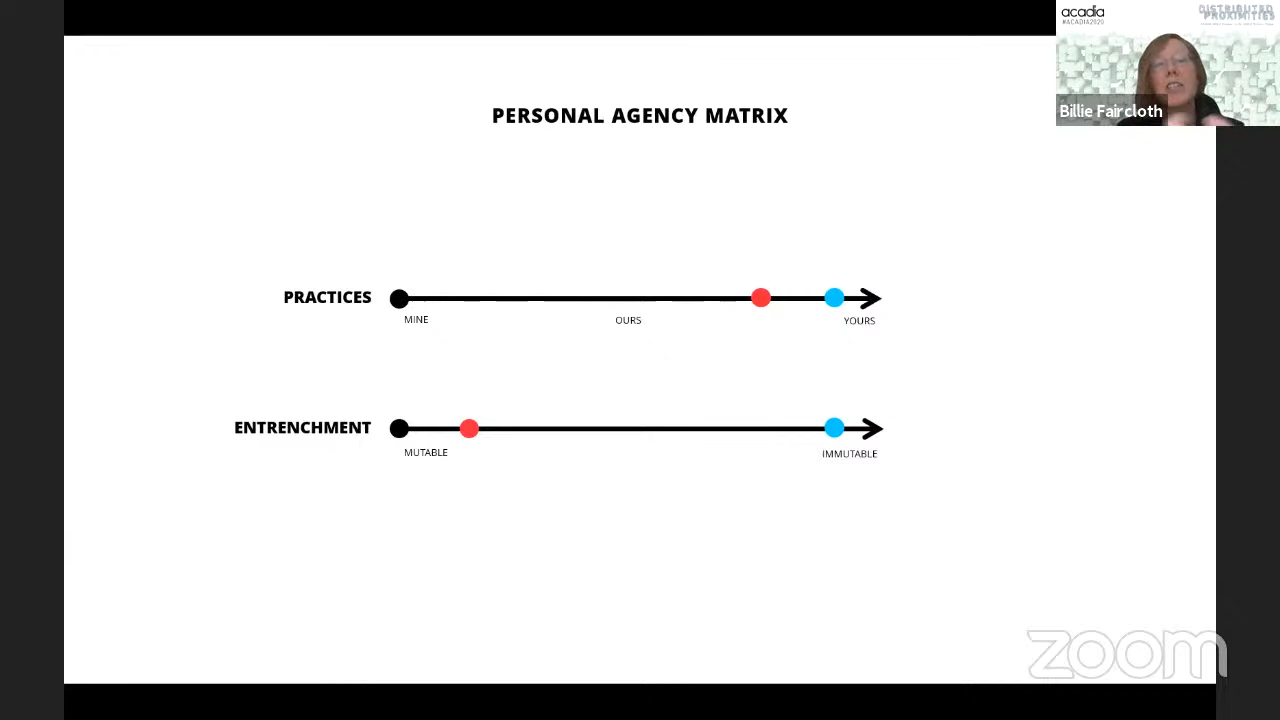 acadia
#ACADIA2020
DISTRIBUTED
PROXIMITIES
Billie Faircloth
PERSONAL AGENCY MATRIX
PRACTICES
MINE
OURS
YOURS
ENTRENCHMENT
MUTABLE
IMMUTABLE
zoom